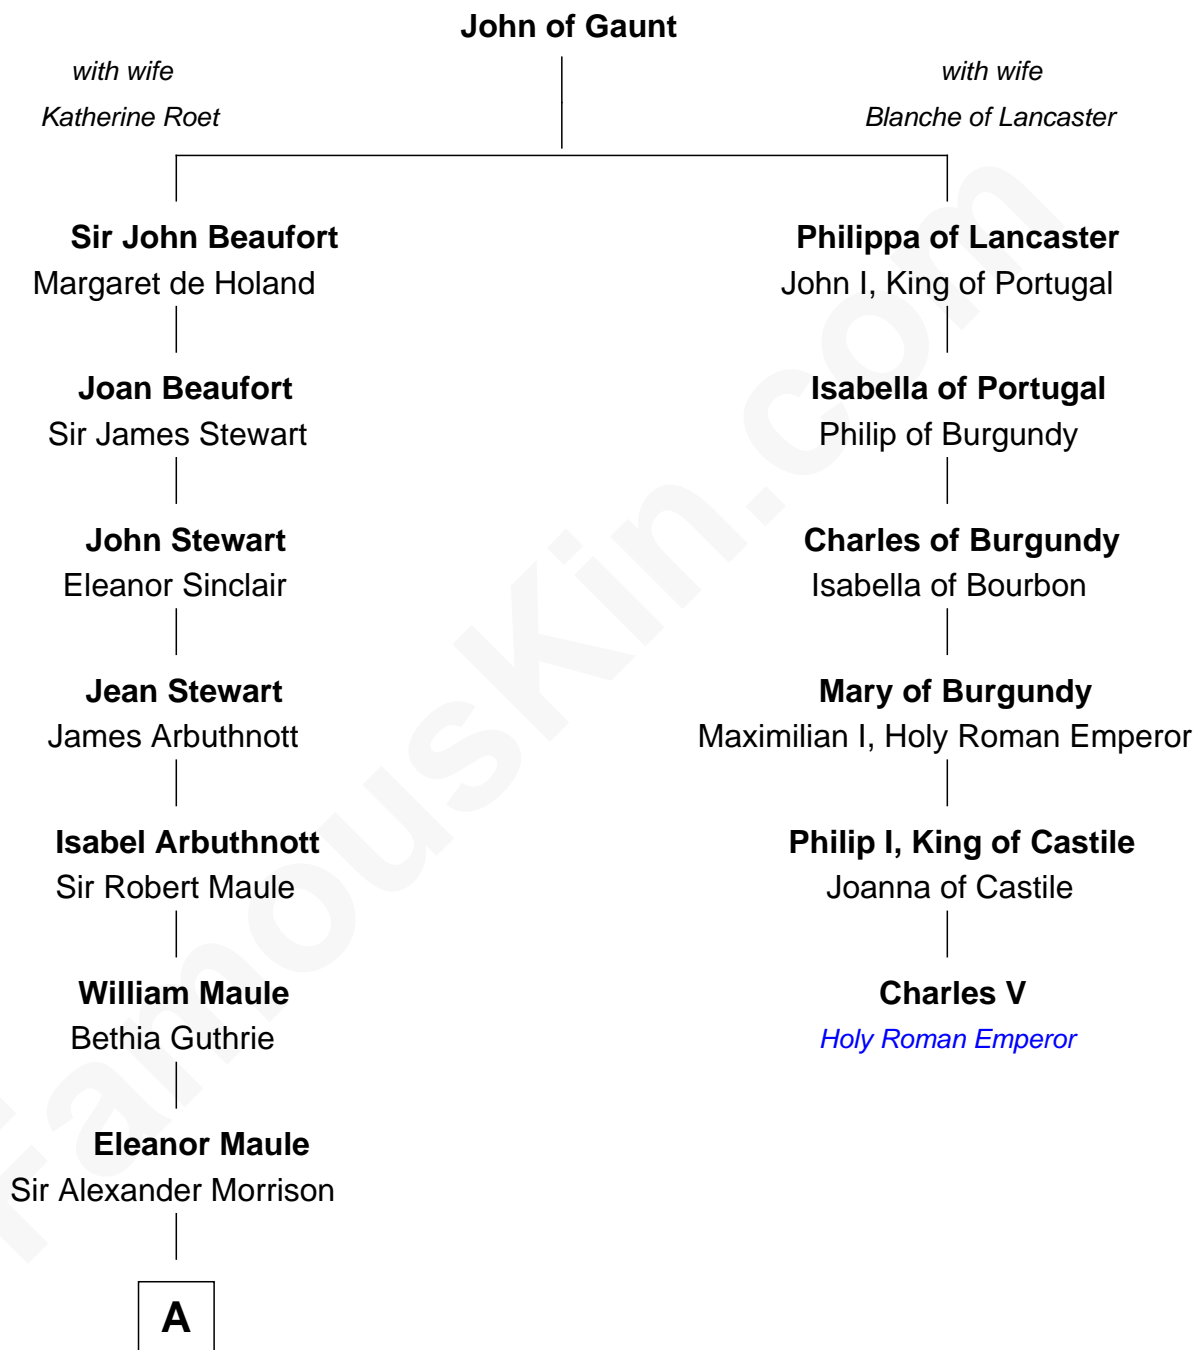 John of Gaunt
with wife
Katherine Roet
with wife
Blanche of Lancaster
Sir John Beaufort
Margaret de Holand
Philippa of Lancaster
John I, King of Portugal
Joan Beaufort
Sir James Stewart
Isabella of Portugal
Philip of Burgundy
John Stewart
Eleanor Sinclair
Charles of Burgundy
Isabella of Bourbon
Jean Stewart
James Arbuthnott
Mary of Burgundy
Maximilian I, Holy Roman Emperor
Isabel Arbuthnott
Sir Robert Maule
Philip I, King of Castile
Joanna of Castile
William Maule
Bethia Guthrie
Charles V
Holy Roman Emperor
Eleanor Maule
Sir Alexander Morrison
A
FamousKin.com